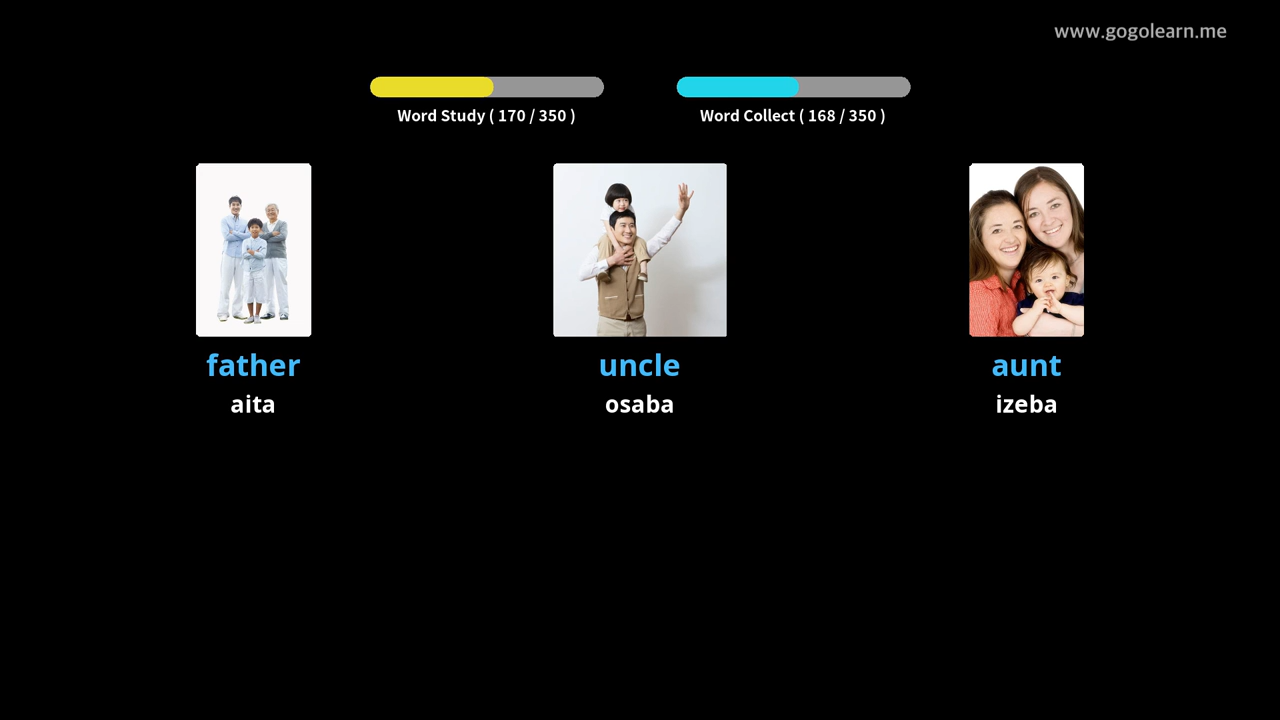 www.gogolearn.me
Word Study ( 170 / 350 )
Word Collect ( 168 / 350 )
father
uncle
aunt
aita
osaba
izeba